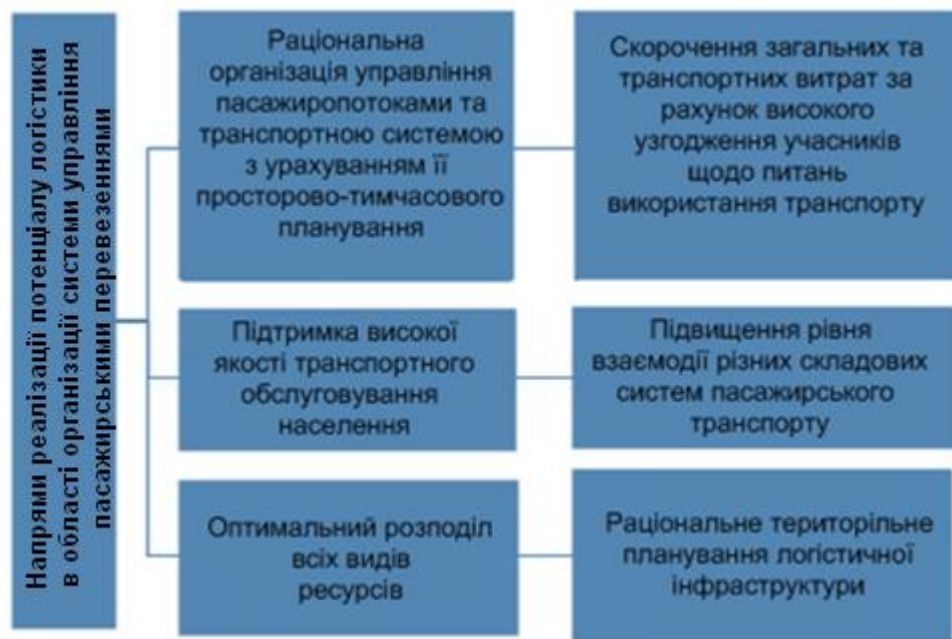 Напрями реалізації потенціалу логістики
в області організації системи управління
пасажирськими перевезеннями
Раціональна
організація управління
пасажиропотоками та
транспортною системою
з урахуванням її
просторово-тимчасового
планування
Скорочення загальних та
транспортних витрат за
рахунок високого
узгодження учасників
щодо питань
використання транспорту
Підтримка високої
якості транспортного
обслуговування
населення
Підвищення рівня
взаємодії різних складових
систем пасажирського
транспорту
Оптимальний розподіл
всіх видів
ресурсів
Раціональне територільне
планування логістичної
інфраструктури